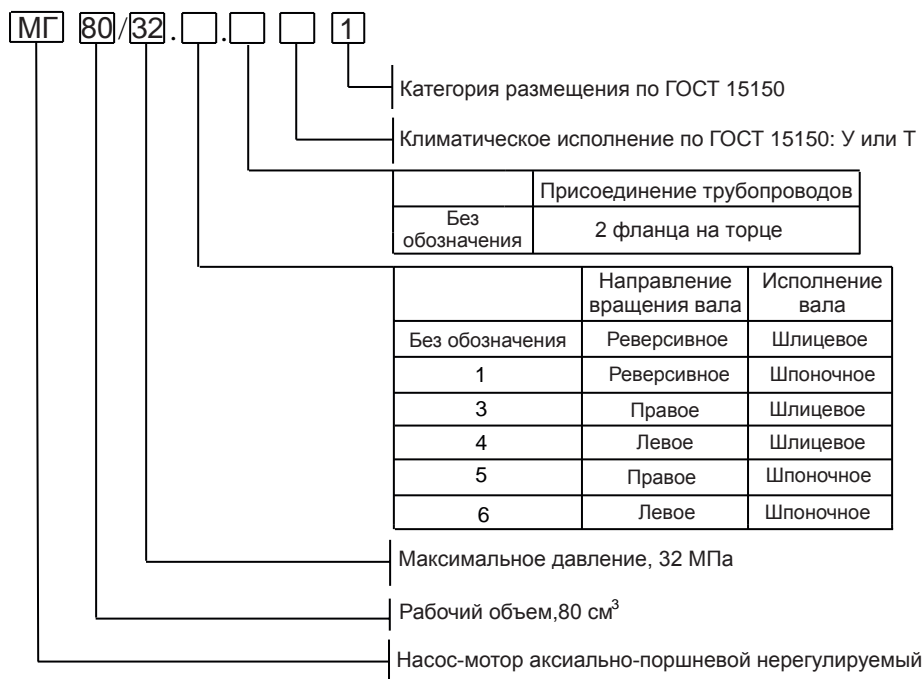 МГ 80/32. . 1
Категория размещения по ГОСТ 15150
Климатическое исполнение по ГОСТ 15150: У или Т
Присоединение трубопроводов
Без
обозначения
2 фланца на торце
Направление
вращения вала
Исполнение
вала
Без обозначения Реверсивное Шлицевое
1 Реверсивное Шпоночное
3 Правое Шлицевое
4 Левое Шлицевое
5 Правое Шпоночное
6 Левое Шпоночное
Максимальное давление, 32 МПа
Рабочий объем,80 см³
Насос-мотор аксиально-поршневой нерегулируемый